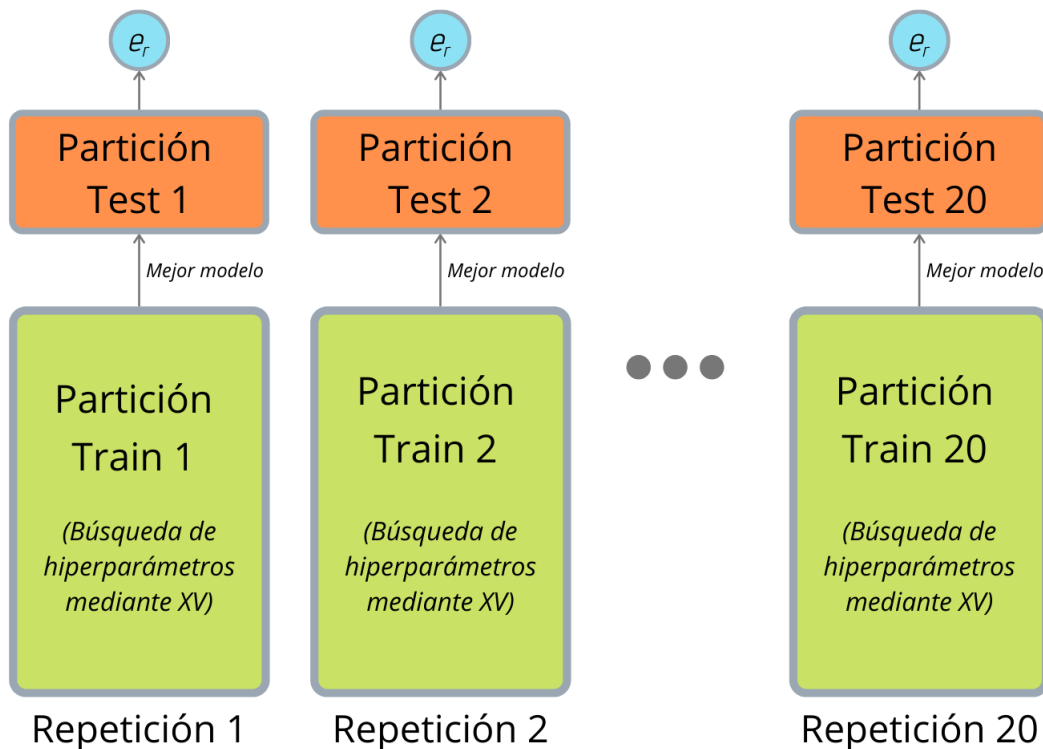 e_r
e_r
e_r
Partición
Test 1
Partición
Test 2
Partición
Test 20
Mejor modelo
Mejor modelo
Mejor modelo
Partición
Train 1
(Búsqueda de
hiperparámetros
mediante XV)
Partición
Train 2
(Búsqueda de
hiperparámetros
mediante XV)
Partición
Train 20
(Búsqueda de
hiperparámetros
mediante XV)
Repetición 1
Repetición 2
Repetición 20